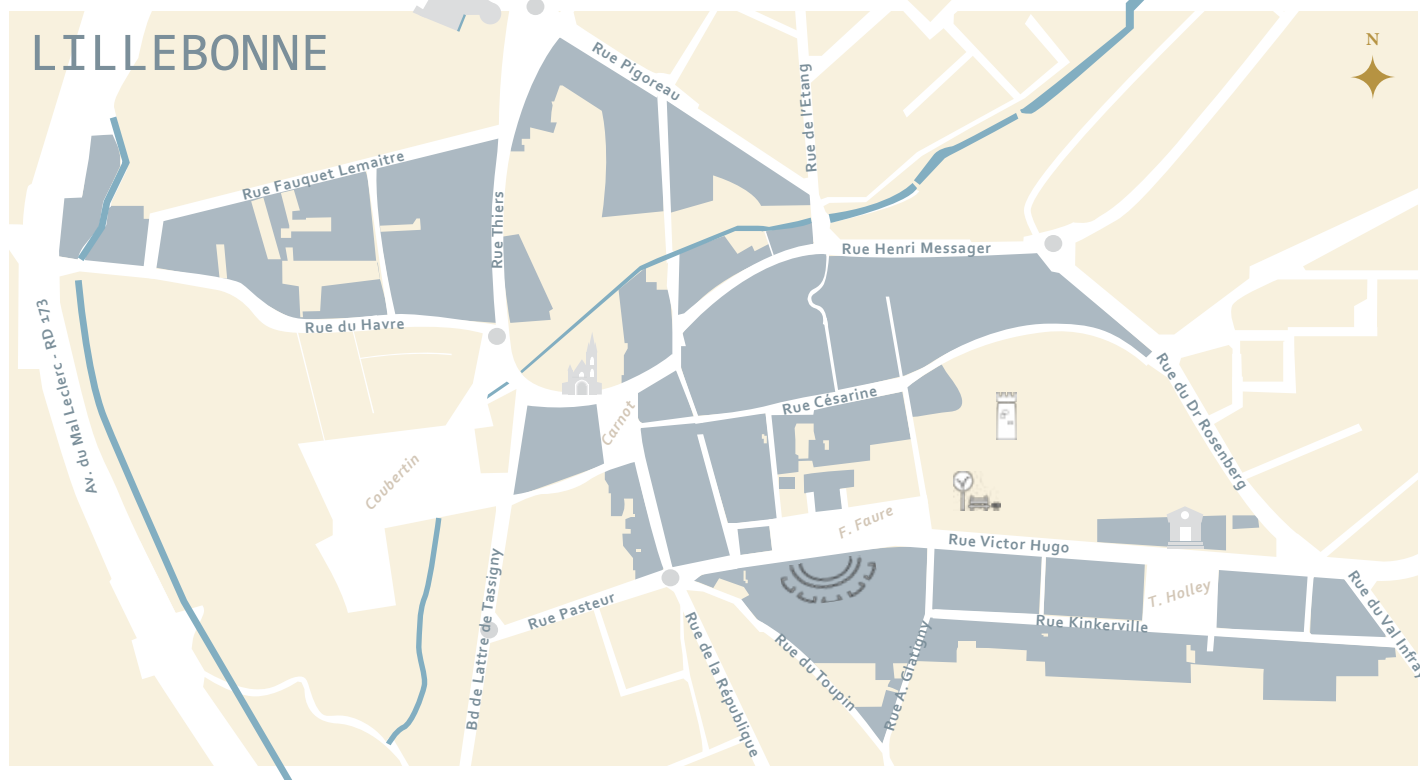 LILLEBONNE
N
Rue Pigoreau
Rue de l'Etang
Rue Fauquet Lemaitre
Rue Thiers
Rue Henri Messager
Av. du Mal Leclerc - RD 173
Rue du Havre
Carnot
Rue Césarine
Rue du Dr Rosenberg
Coubertin
F. Faure
Rue Victor Hugo
Bd de Lattre de Tassigny
Rue Pasteur
T. Holley
Rue du Val Infray
Rue Kinkerville
Rue de la République
Rue du Toupin
Rue A. Glatigny